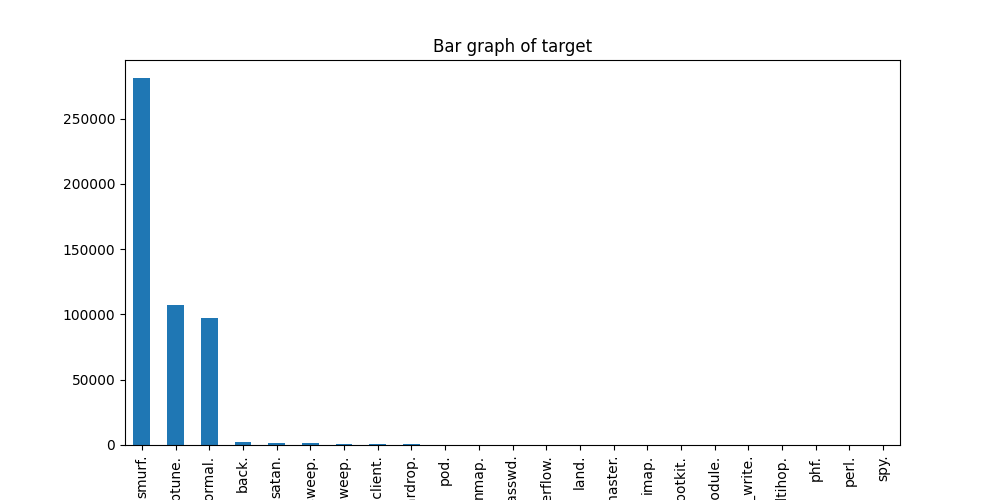 Bar graph of target
250000
200000
150000
100000
50000
0
smurf.
otune.
ormal.
back.
satan.
weep.
weep.
client.
rdrop.
pod.
nmap.
asswd.
erflow.
land.
master.
imap.
ootkit.
odule.
_write.
ltihop.
phf.
perl.
spy.